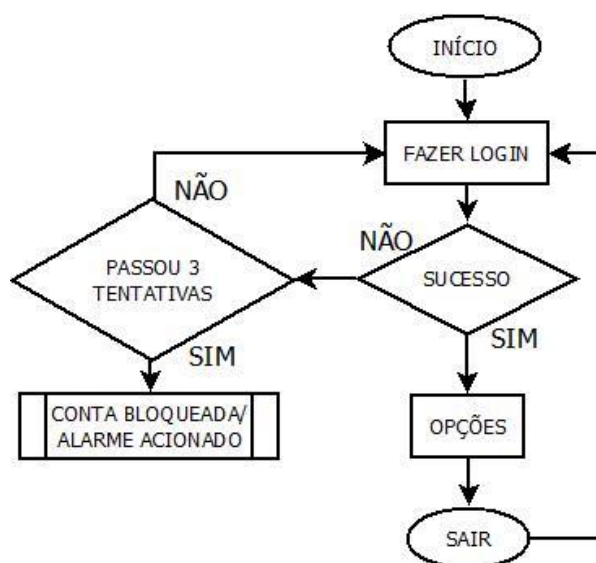 INÍCIO
FAZER LOGIN
NÃO
NÃO
PASSOU 3
TENTATIVAS
SUCESSO
SIM
SIM
CONTA BLOQUEADA/
ALARME ACIONADO
OPÇÕES
SAIR